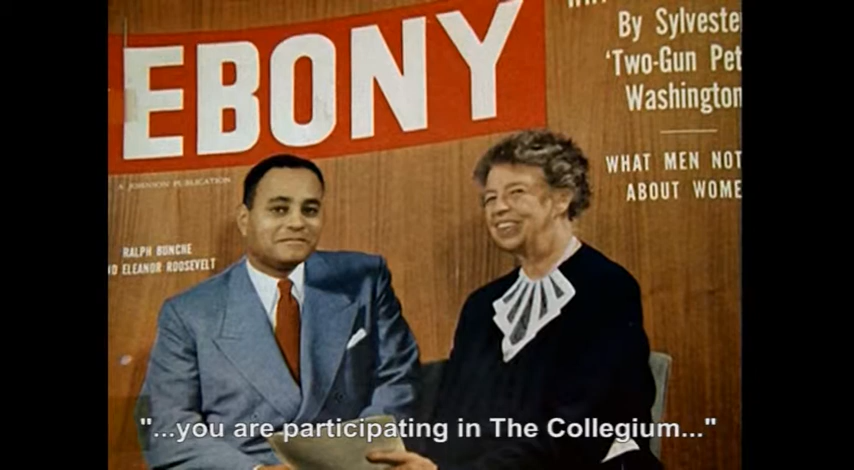 EBONY
By Sylveste
'Two-Gun Pet
Washington
WHAT MEN NOT
ABOUT WOME
A JOHNSON PUBLICATION
RALPH BUNCHE
ND ELEANOR ROOSEVELT
"...you are participating in The Collegium..."